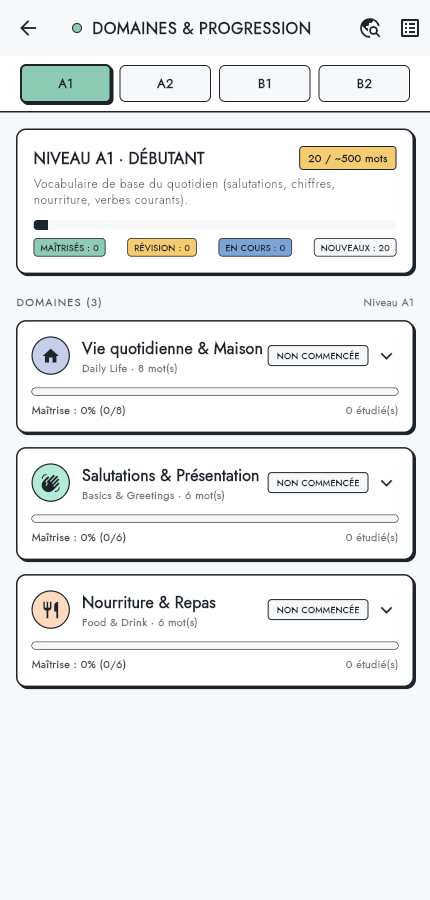 DOMAINES & PROGRESSION
A1
A2
B1
B2
NIVEAU A1 · DÉBUTANT
20 / ~500 mots
Vocabulaire de base du quotidien (salutations, chiffres,
nourriture, verbes courants).
MAÎTRISÉS : 0
RÉVISION : 0
EN COURS : 0
NOUVEAUX : 20
DOMAINES (3)
Niveau A1
Vie quotidienne & Maison
NON COMMENCÉE
Daily Life · 8 mot(s)
Maîtrise : 0% (0/8)
0 étudié(s)
Salutations & Présentation
NON COMMENCÉE
Basics & Greetings · 6 mot(s)
Maîtrise : 0% (0/6)
0 étudié(s)
Nourriture & Repas
NON COMMENCÉE
Food & Drink · 6 mot(s)
Maîtrise : 0% (0/6)
0 étudié(s)